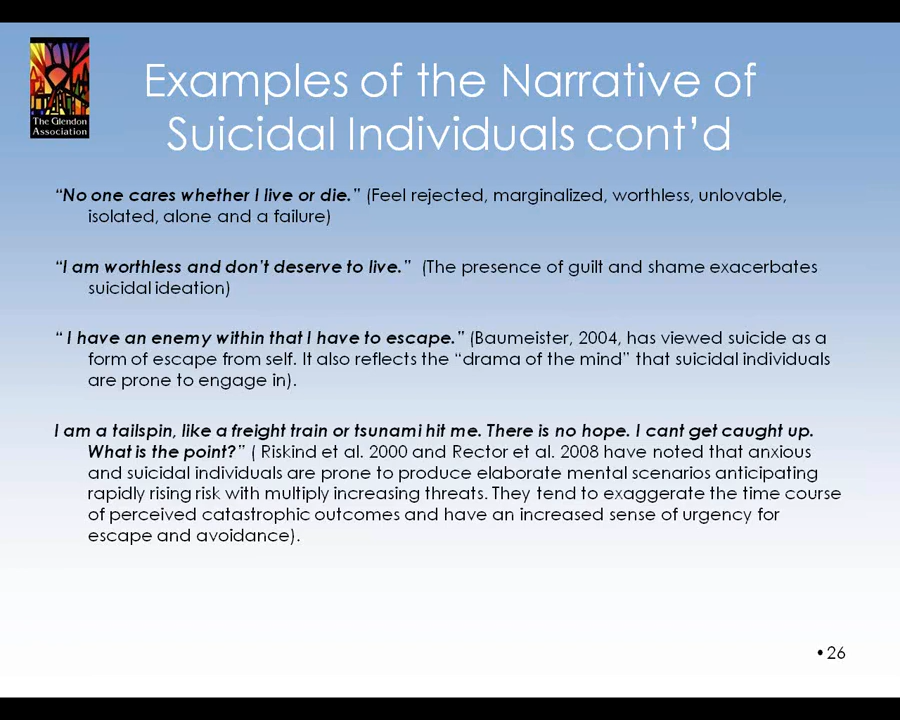 The Glendon
Association
Examples of the Narrative of
Suicidal Individuals cont’d
“No one cares whether I live or die.” (Feel rejected, marginalized, worthless, unlovable,
isolated, alone and a failure)
“I am worthless and don’t deserve to live.” (The presence of guilt and shame exacerbates
suicidal ideation)
“ I have an enemy within that I have to escape.” (Baumeister, 2004, has viewed suicide as a
form of escape from self. It also reflects the “drama of the mind” that suicidal individuals
are prone to engage in).
I am a tailspin, like a freight train or tsunami hit me. There is no hope. I cant get caught up.
What is the point?” ( Riskind et al. 2000 and Rector et al. 2008 have noted that anxious
and suicidal individuals are prone to produce elaborate mental scenarios anticipating
rapidly rising risk with multiply increasing threats. They tend to exaggerate the time course
of perceived catastrophic outcomes and have an increased sense of urgency for
escape and avoidance).
• 26